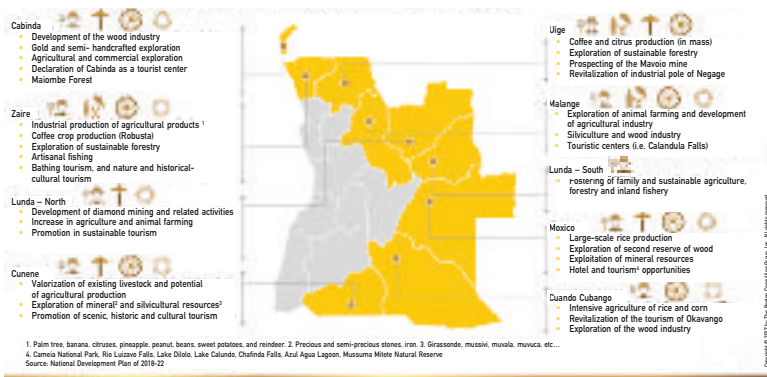 Cabinda
Development of the wood industry
Gold and semi- handcrafted exploration
Agricultural and commercial exploration
Declaration of Cabinda as a tourist center
Maiombe Forest
Zaire
Industrial production of agricultural products ¹
Coffee crop production (Robusta)
Exploration of sustainable forestry
Artisanal fishing
Bathing tourism, and nature and historical-
cultural tourism
Lunda – North
Development of diamond mining and related activities
Increase in agriculture and animal farming
Promotion in sustainable tourism
Cunene
Valorization of existing livestock and potential
of agricultural production
Exploration of mineral² and silvicultural resources³
Promotion of scenic, historic and cultural tourism
Uige
Coffee and citrus production (in mass)
Exploration of sustainable forestry
Prospecting of the Mavoio mine
Revitalization of industrial pole of Negage
Malange
Exploration of animal farming and development
of agricultural industry
Silviculture and wood industry
Touristic centers (i.e. Calandula Falls)
Lunda – South
Fostering of family and sustainable agriculture,
forestry and inland fishery
Moxico
Large-scale rice production
Exploration of second reserve of wood
Exploitation of mineral resources
Hotel and tourism⁴ opportunities
Cuando Cubango
Intensive agriculture of rice and corn
Revitalization of the tourism of Okavango
Exploration of the wood industry
1. Palm tree, banana, citruses, pineapple, peanut, beans, sweet potatoes, and reindeer. 2. Precious and semi-precious stones, iron. 3. Girassonde, mussivi, muvala, muvuca, etc...
4. Cameia National Park, Rio Luizavo Falls, Lake Dilolo, Lake Calundo, Chafinda Falls, Azul Agua Lagoon, Mussuma Mitete Natural Reserve
Source: National Development Plan of 2018-22